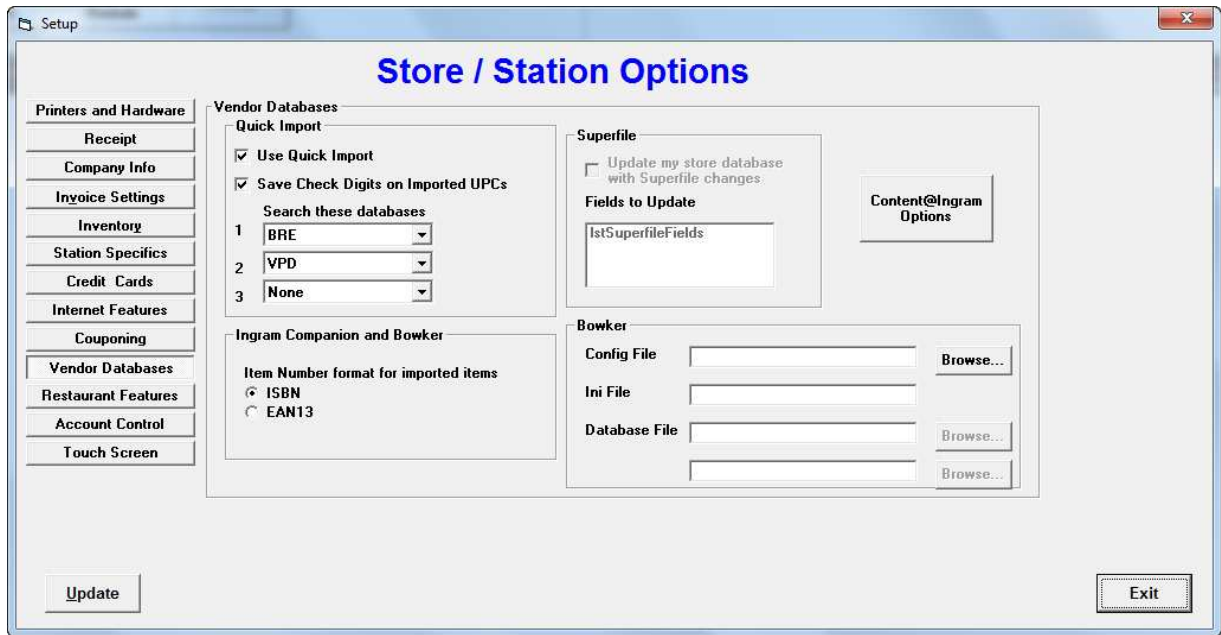 Setup
Store / Station Options
Printers and Hardware
Receipt
Company Info
Invoice Settings
Inventory
Station Specifics
Credit Cards
Internet Features
Couponing
Vendor Databases
Restaurant Features
Account Control
Touch Screen
Vendor Databases
Quick Import
Use Quick Import
Save Check Digits on Imported UPCs
Search these databases
1 BRE
2 VPD
3 None
Ingram Companion and Bowker
Item Number format for imported items
ISBN
EAN13
Superfile
Update my store database
with Superfile changes
Fields to Update
lstSuperfileFields
Content@Ingram
Options
Bowker
Config File Browse...
Ini File
Database File Browse...
Browse...
Update
Exit